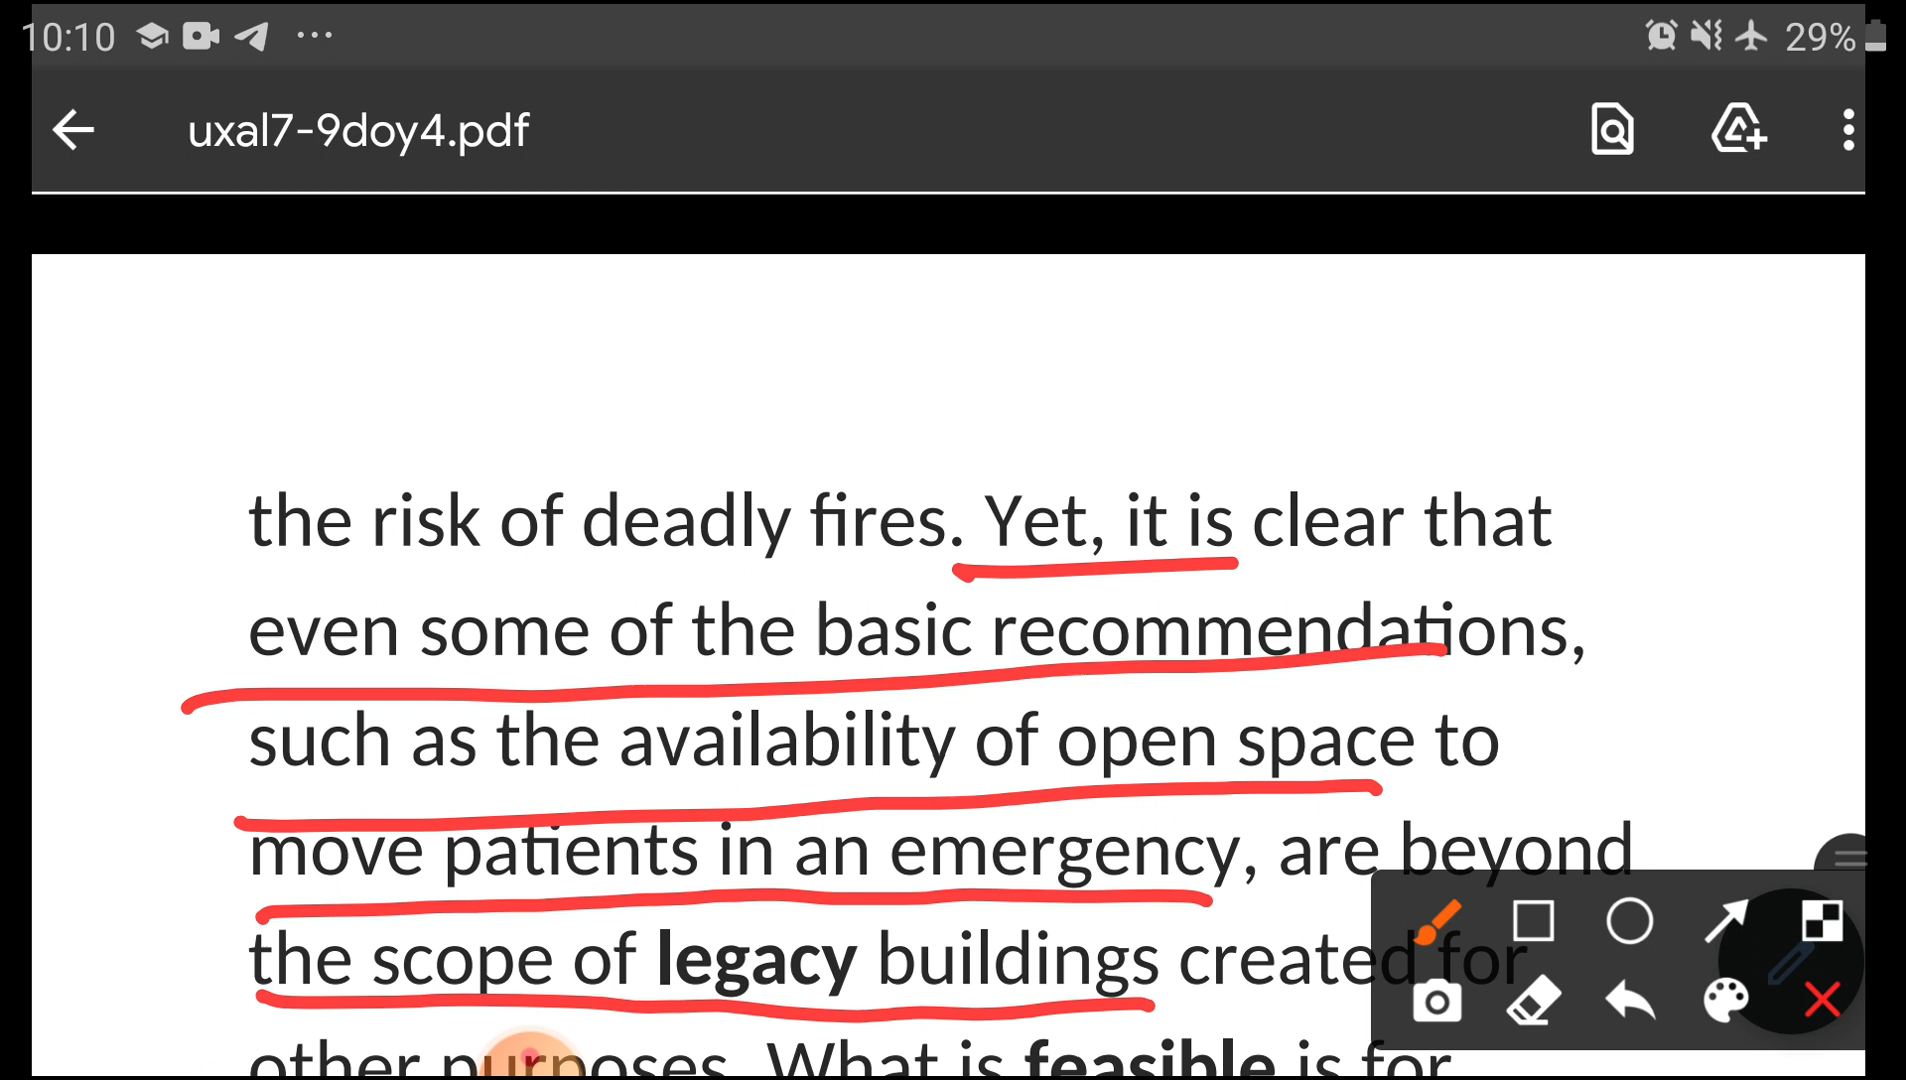 10:10 29%
uxal7-9doy4.pdf
the risk of deadly fires. Yet, it is clear that
even some of the basic recommendations,
such as the availability of open space to
move patients in an emergency, are beyond
the scope of legacy buildings created for
other purposes. What is feasible is for